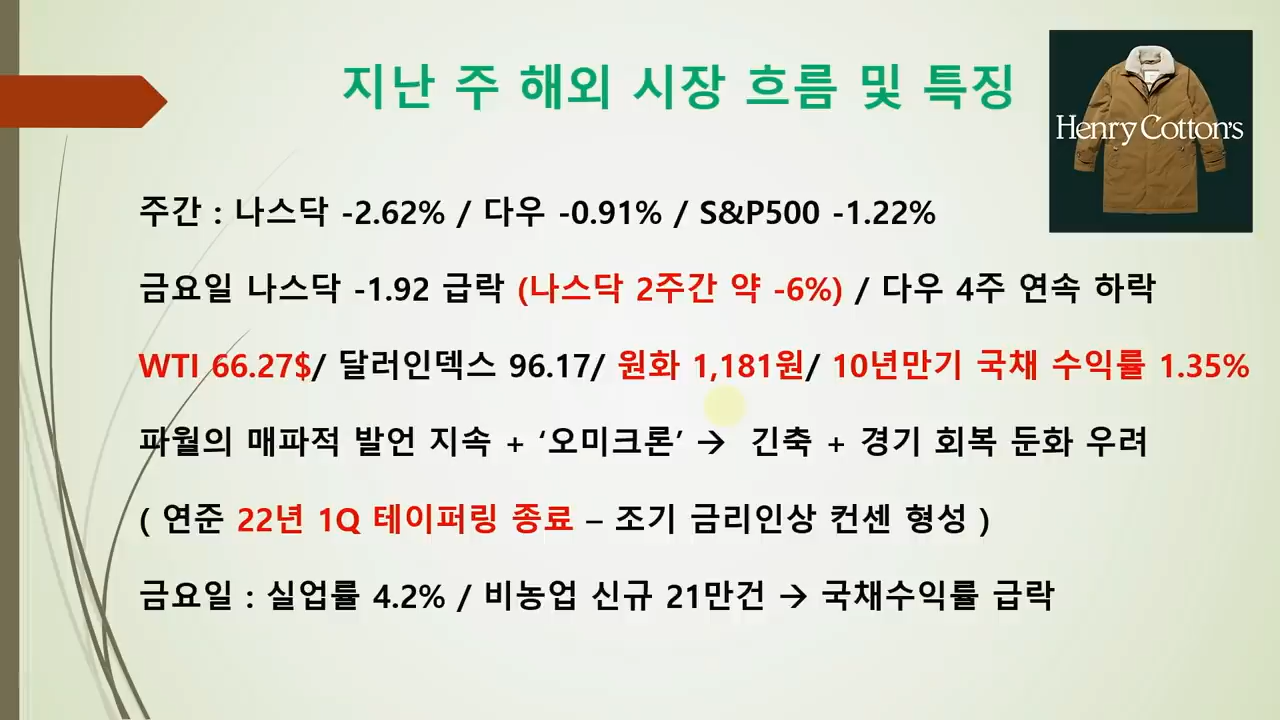 지난 주 해외 시장 흐름 및 특징
Henry Cotton's
주간 : 나스닥 -2.62% / 다우 -0.91% / S&P500 -1.22%
금요일 나스닥 -1.92 급락 (나스닥 2주간 약 -6%) / 다우 4주 연속 하락
WTI 66.27$/ 달러인덱스 96.17/ 원화 1,181원/ 10년만기 국채 수익률 1.35%
파월의 매파적 발언 지속 + ‘오미크론’ → 긴축 + 경기 회복 둔화 우려
( 연준 22년 1Q 테이퍼링 종료 – 조기 금리인상 컨센 형성 )
금요일 : 실업률 4.2% / 비농업 신규 21만건 → 국채수익률 급락